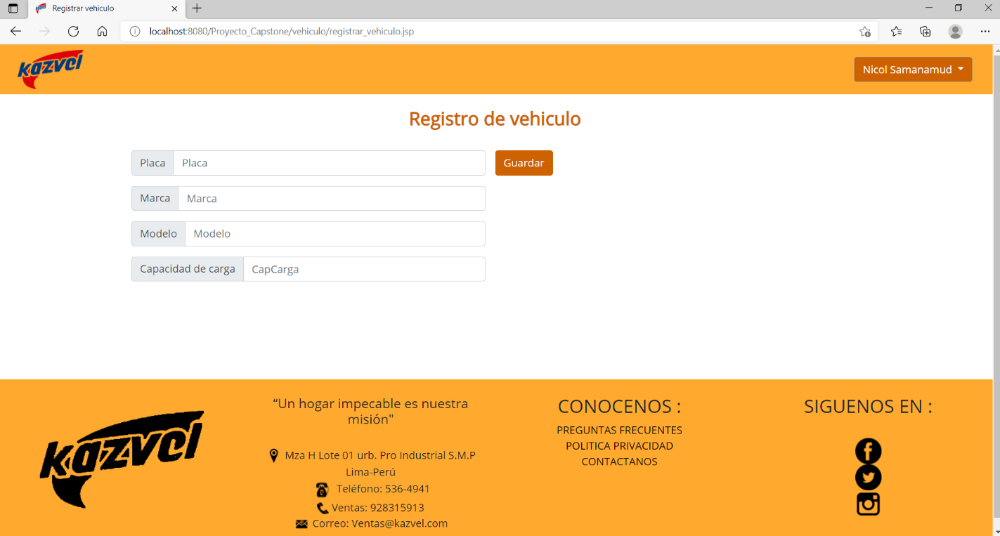 Registrar vehiculo
localhost:8080/Proyecto_Capstone/vehiculo/registrar_vehiculo.jsp
kazvel
Nicol Samanamud
Registro de vehiculo
Placa Placa Guardar
Marca Marca
Modelo Modelo
Capacidad de carga CapCarga
kazvel
“Un hogar impecable es nuestra
misión"
Mza H Lote 01 urb. Pro Industrial S.M.P
Lima-Perú
Teléfono: 536-4941
Ventas: 928315913
Correo: Ventas@kazvel.com
CONOCENOS :
PREGUNTAS FRECUENTES
POLITICA PRIVACIDAD
CONTACTANOS
SIGUENOS EN :